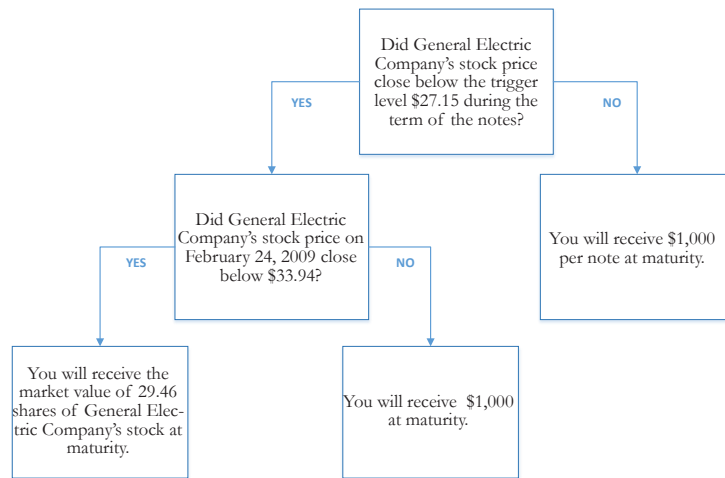 Did General Electric
Company's stock price
close below the trigger
level $27.15 during the
term of the notes?
YES
NO
Did General Electric
Company's stock price on
February 24, 2009 close
below $33.94?
You will receive $1,000
per note at maturity.
YES
NO
You will receive the
market value of 29.46
shares of General Elec-
tric Company's stock at
maturity.
You will receive $1,000
at maturity.